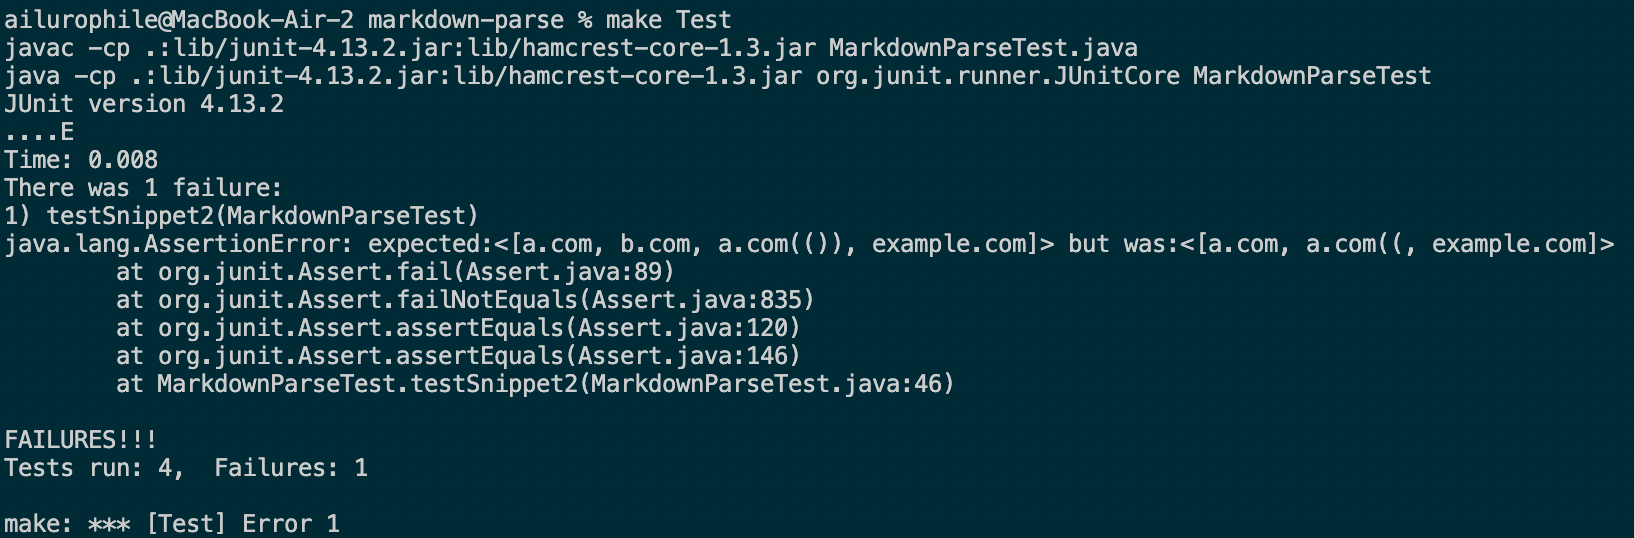 ailurophile@MacBook-Air-2 markdown-parse % make Test
javac -cp .:lib/junit-4.13.2.jar:lib/hamcrest-core-1.3.jar MarkdownParseTest.java
java -cp .:lib/junit-4.13.2.jar:lib/hamcrest-core-1.3.jar org.junit.runner.JUnitCore MarkdownParseTest
JUnit version 4.13.2
....E
Time: 0.008
There was 1 failure:
1) testSnippet2(MarkdownParseTest)
java.lang.AssertionError: expected:<[a.com, b.com, a.com(()), example.com]> but was:<[a.com, a.com((, example.com]>
        at org.junit.Assert.fail(Assert.java:89)
        at org.junit.Assert.failNotEquals(Assert.java:835)
        at org.junit.Assert.assertEquals(Assert.java:120)
        at org.junit.Assert.assertEquals(Assert.java:146)
        at MarkdownParseTest.testSnippet2(MarkdownParseTest.java:46)

FAILURES!!!
Tests run: 4,  Failures: 1

make: *** [Test] Error 1